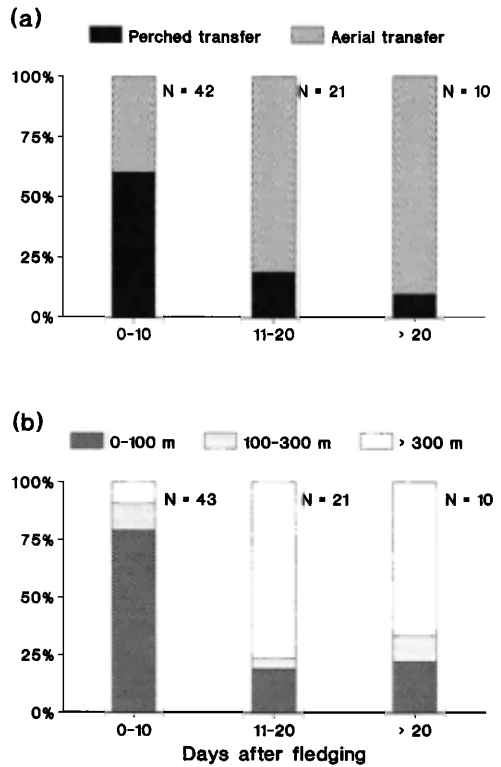 (a)
Perched transfer Aerial transfer
100%
N = 42 N = 21 N = 10
75%
50%
25%
0%
0-10 11-20 > 20
(b)
0-100 m 100-300 m > 300 m
100%
N = 43 N = 21 N = 10
75%
50%
25%
0%
0-10 11-20 > 20
Days after fledging